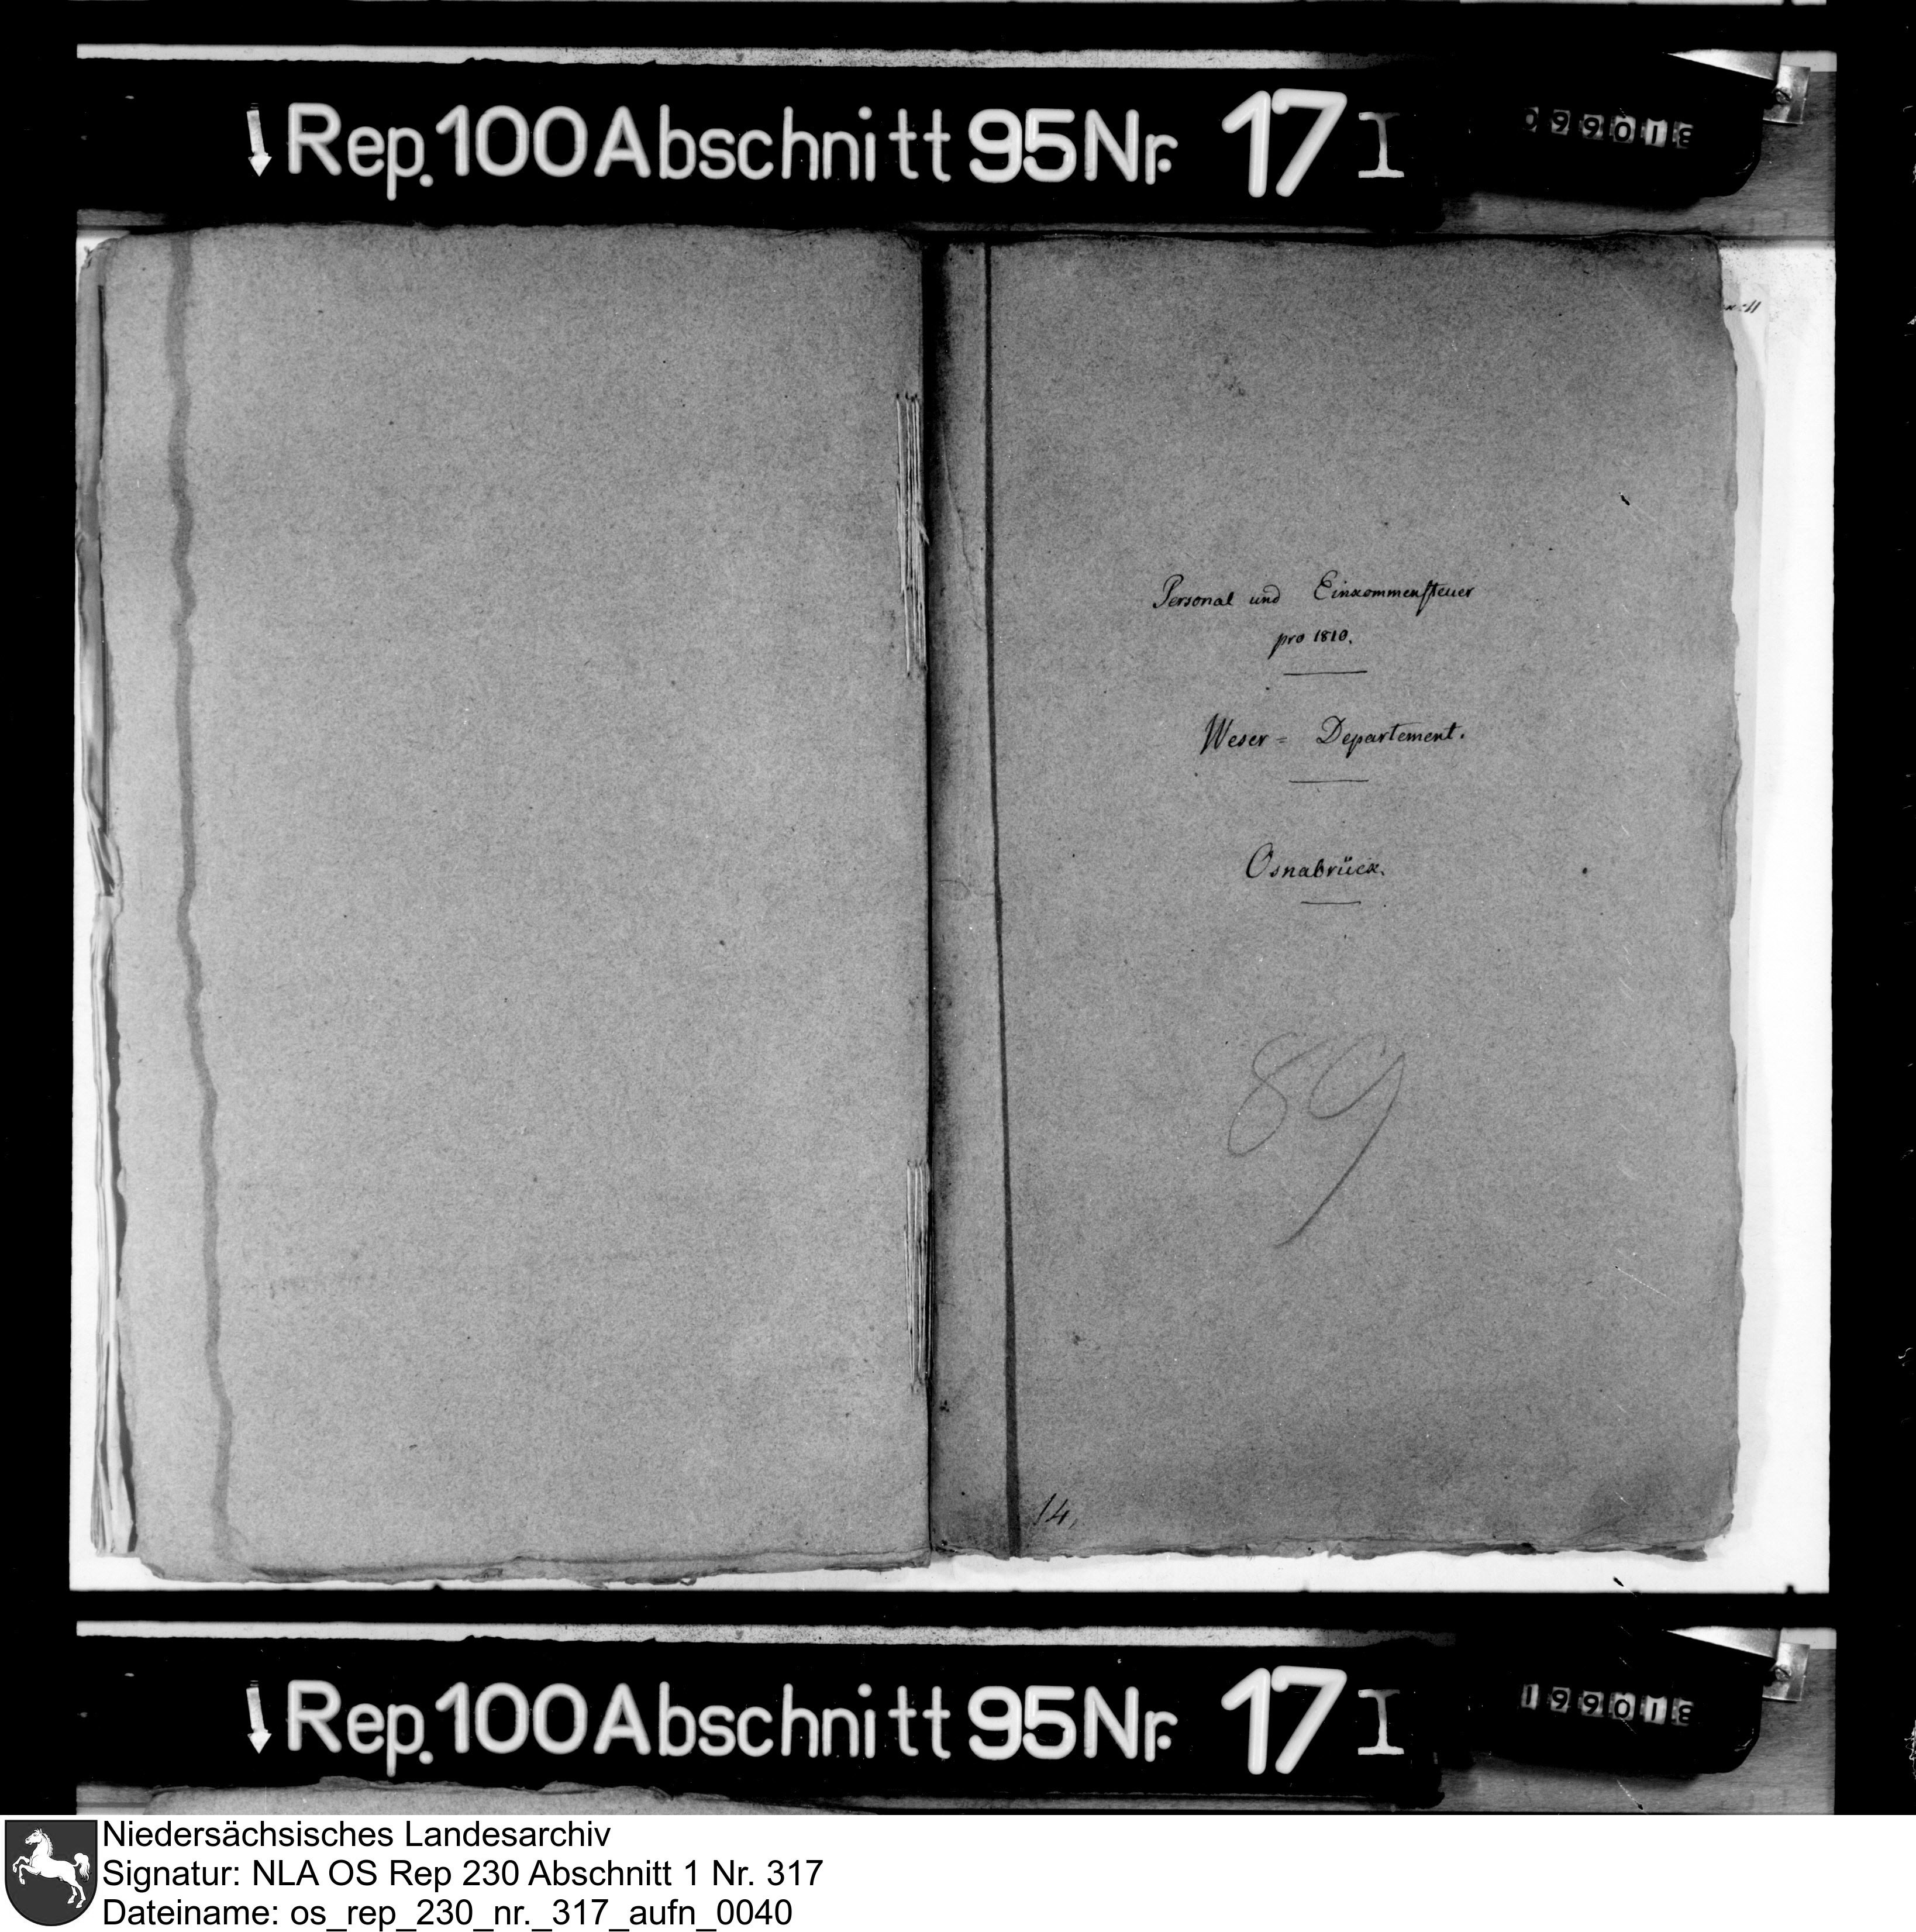 Rep. 100 Abschnitt 95 Nr. 17 I
099018
Personal und Einkommensteuer
pro 1810.
Weser = Departement.
Osnabrück.
89
14,
Rep. 100 Abschnitt 95 Nr. 17 I
199018
Niedersächsisches Landesarchiv
Signatur: NLA OS Rep 230 Abschnitt 1 Nr. 317
Dateiname: os_rep_230_nr._317_aufn_0040